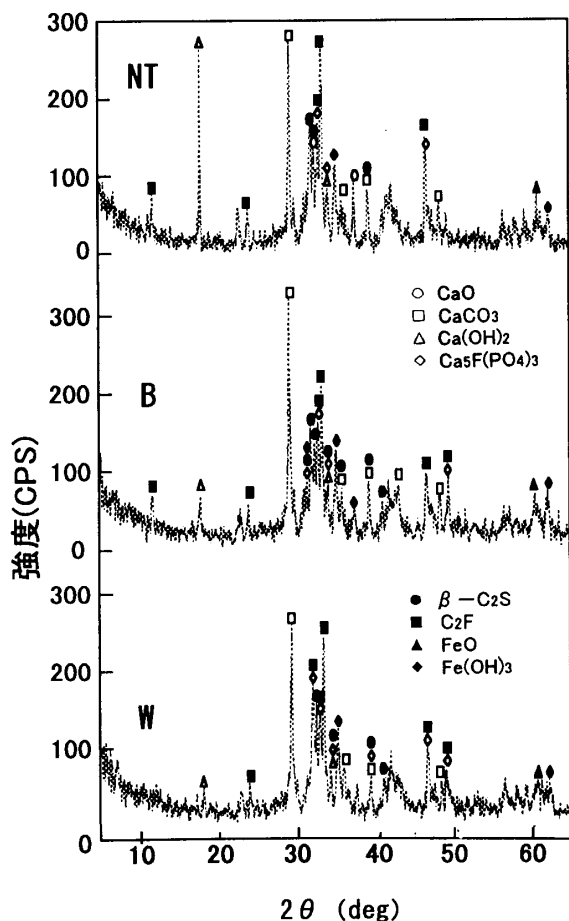 300
NT
200
100
0
○ CaO
□ CaCO₃
△ Ca(OH)₂
◇ Ca₅F(PO₄)₃
300
B
200
100
0
強度(CPS)
● β－C₂S
■ C₂F
▲ FeO
◆ Fe(OH)₃
300
200
W
100
0
10 20 30 40 50 60
2θ (deg)